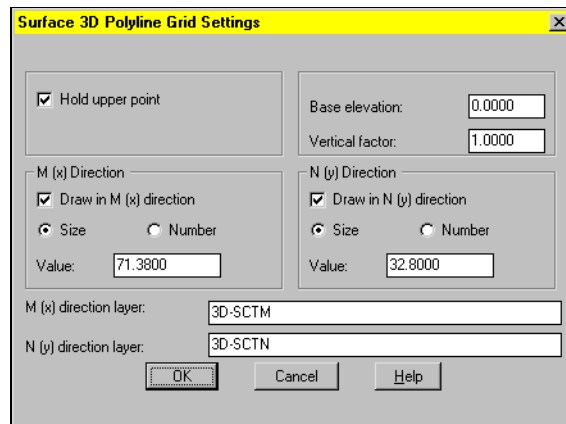 Surface 3D Polyline Grid Settings
Hold upper point
Base elevation: 0.0000
Vertical factor: 1.0000
M (x) Direction
Draw in M (x) direction
Size Number
Value: 71.3800
N (y) Direction
Draw in N (y) direction
Size Number
Value: 32.8000
M (x) direction layer: 3D-SCTM
N (y) direction layer: 3D-SCTN
OK Cancel Help